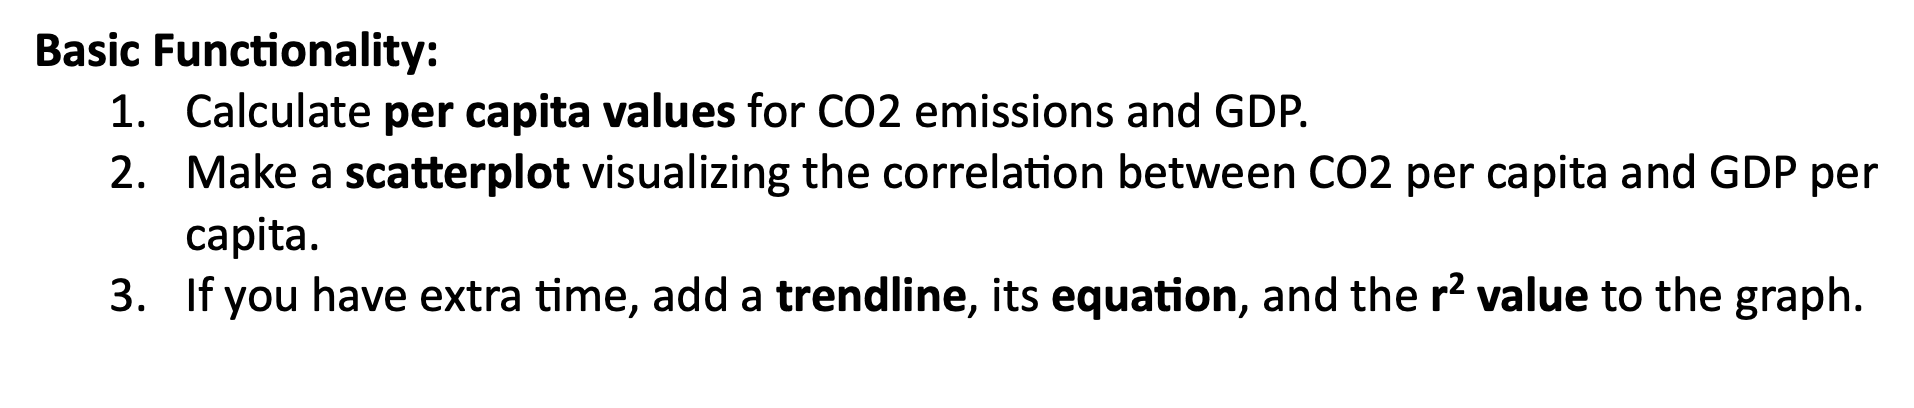 Basic Functionality:
1. Calculate per capita values for CO2 emissions and GDP.
2. Make a scatterplot visualizing the correlation between CO2 per capita and GDP per
capita.
3. If you have extra time, add a trendline, its equation, and the r² value to the graph.